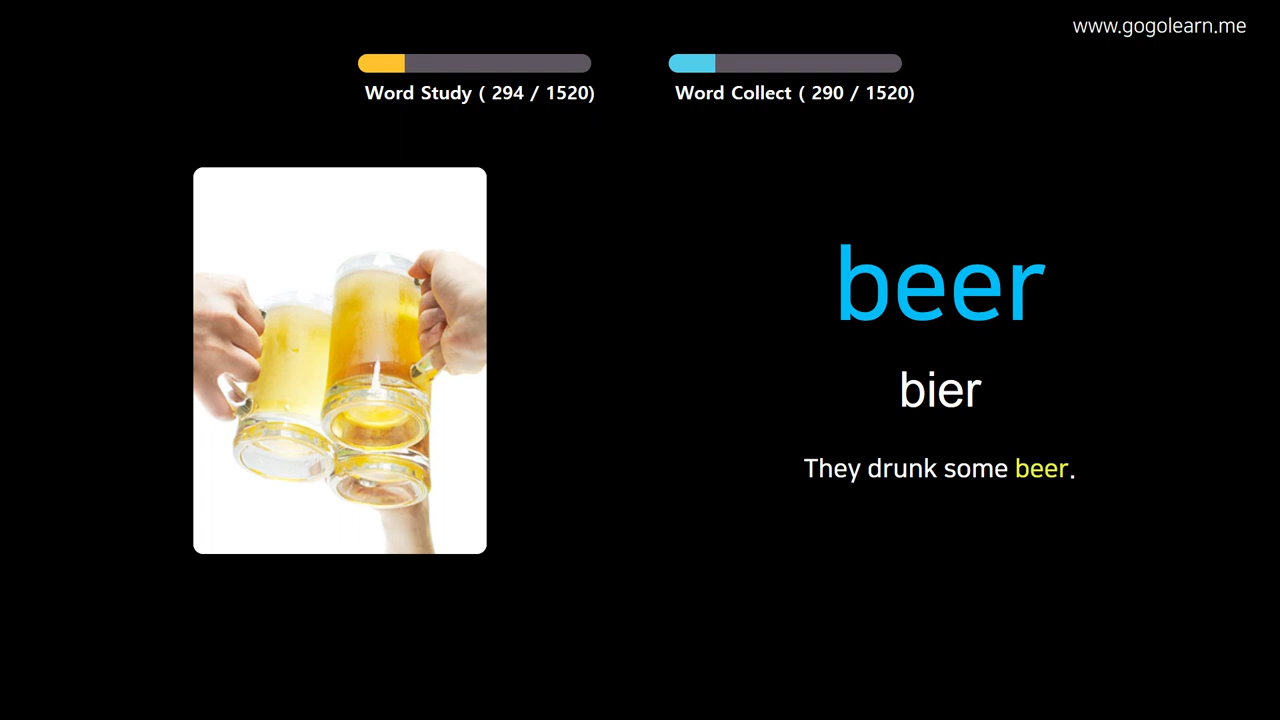 www.gogolearn.me
Word Study ( 294 / 1520)
Word Collect ( 290 / 1520)
beer
bier
They drunk some beer.